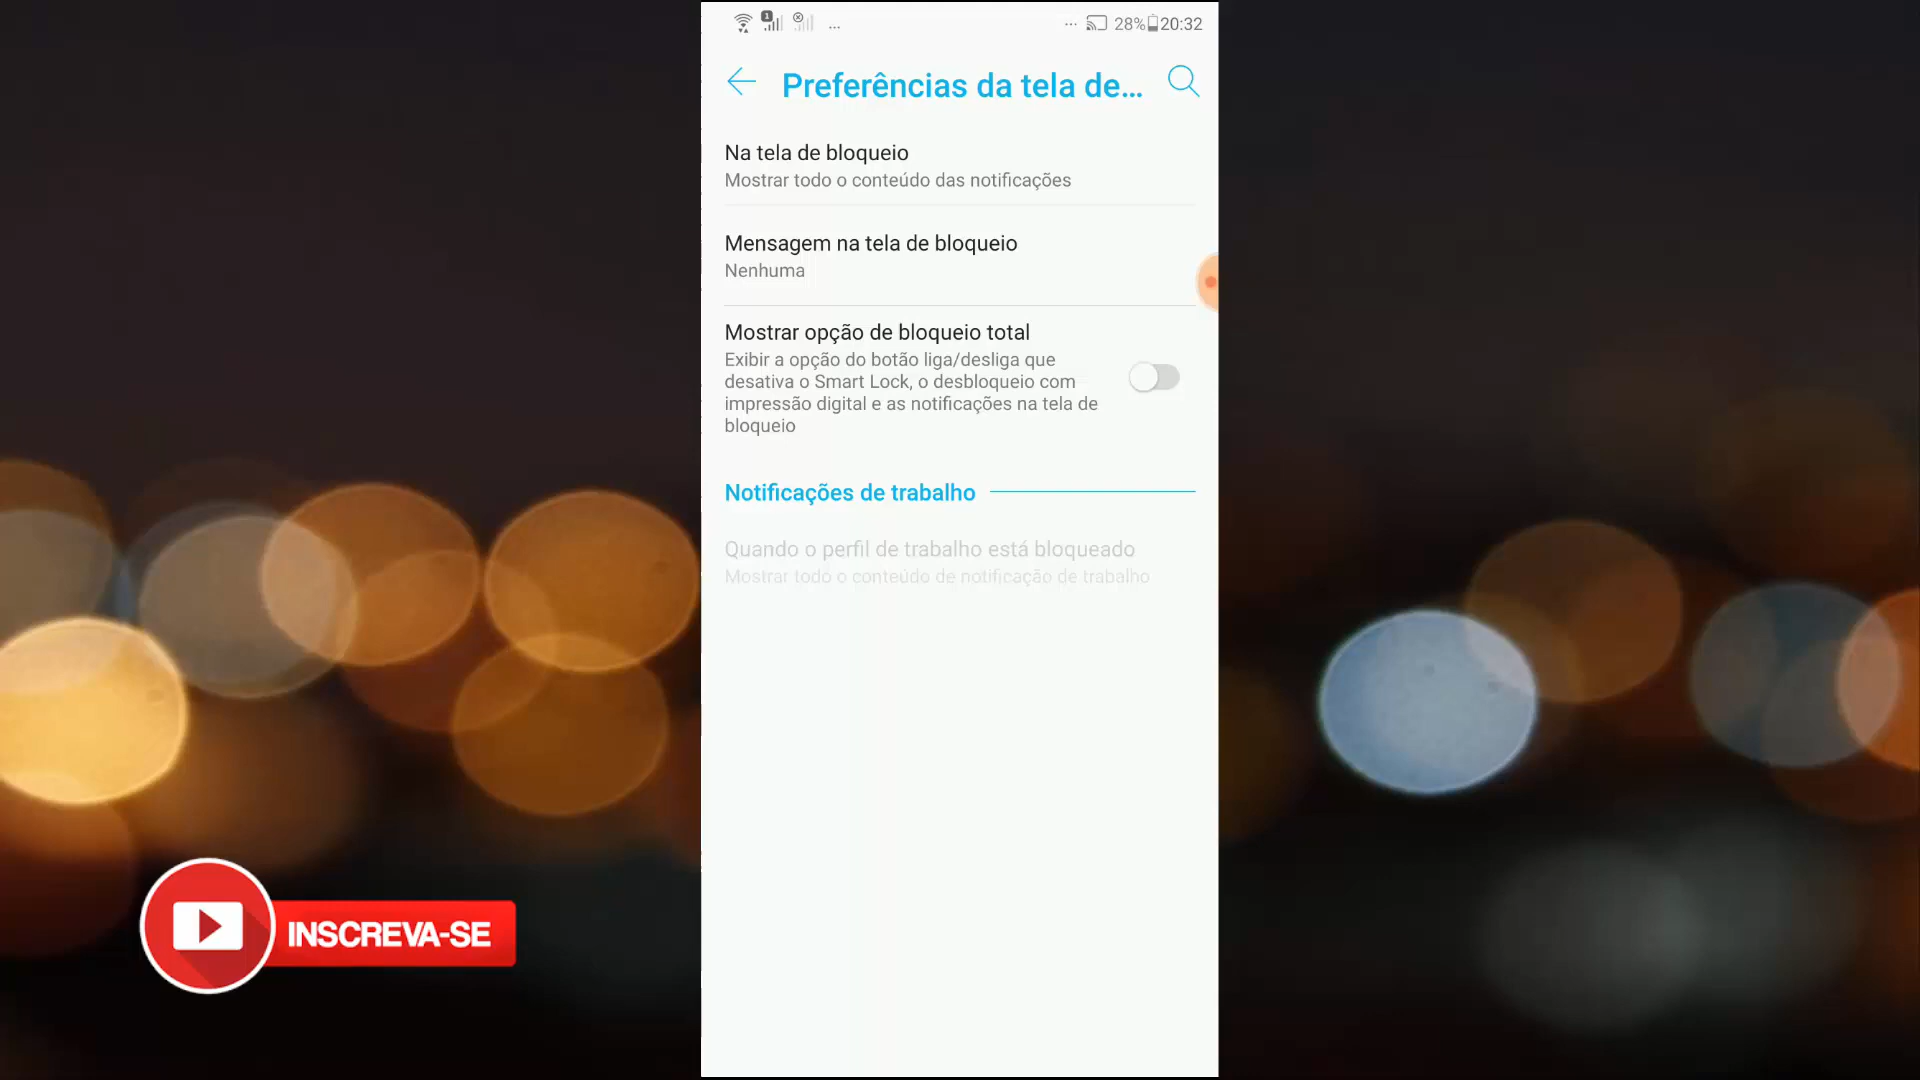 1
...
...
28%
20:32
Preferências da tela de...
Na tela de bloqueio
Mostrar todo o conteúdo das notificações
Mensagem na tela de bloqueio
Nenhuma
Mostrar opção de bloqueio total
Exibir a opção do botão liga/desliga que
desativa o Smart Lock, o desbloqueio com
impressão digital e as notificações na tela de
bloqueio
Notificações de trabalho
Quando o perfil de trabalho está bloqueado
Mostrar todo o conteúdo de notificação de trabalho
INSCREVA-SE